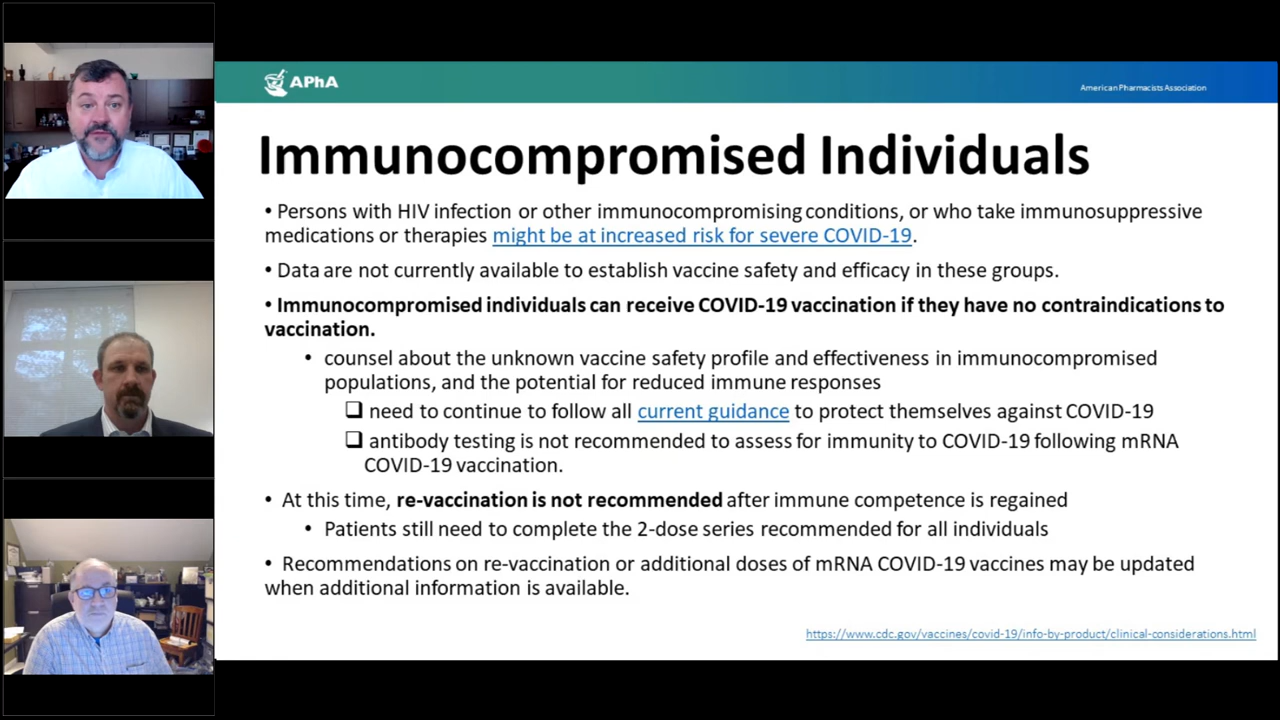 APhA
American Pharmacists Association
Immunocompromised Individuals
• Persons with HIV infection or other immunocompromising conditions, or who take immunosuppressive
medications or therapies might be at increased risk for severe COVID-19.
• Data are not currently available to establish vaccine safety and efficacy in these groups.
• Immunocompromised individuals can receive COVID-19 vaccination if they have no contraindications to
vaccination.
• counsel about the unknown vaccine safety profile and effectiveness in immunocompromised
populations, and the potential for reduced immune responses
❑ need to continue to follow all current guidance to protect themselves against COVID-19
❑ antibody testing is not recommended to assess for immunity to COVID-19 following mRNA
COVID-19 vaccination.
• At this time, re-vaccination is not recommended after immune competence is regained
• Patients still need to complete the 2-dose series recommended for all individuals
• Recommendations on re-vaccination or additional doses of mRNA COVID-19 vaccines may be updated
when additional information is available.
https://www.cdc.gov/vaccines/covid-19/info-by-product/clinical-considerations.html